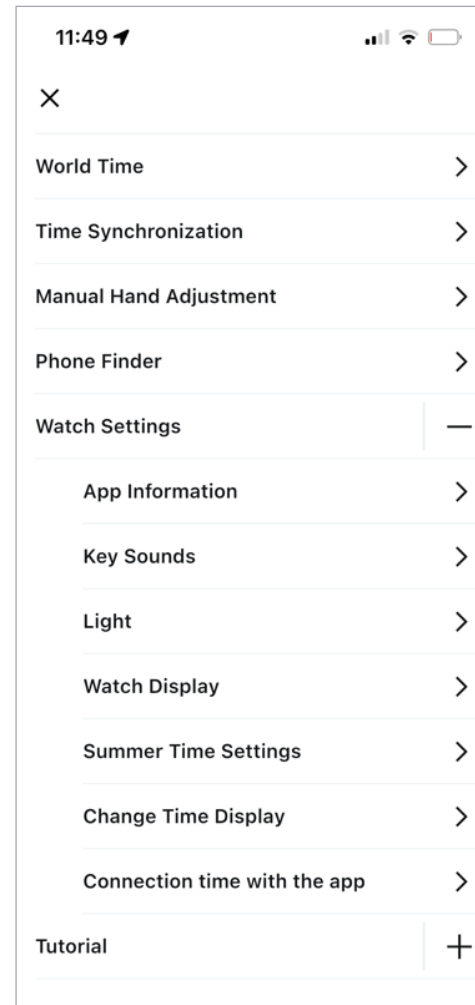 11:49
World Time
Time Synchronization
Manual Hand Adjustment
Phone Finder
Watch Settings
App Information
Key Sounds
Light
Watch Display
Summer Time Settings
Change Time Display
Connection time with the app
Tutorial